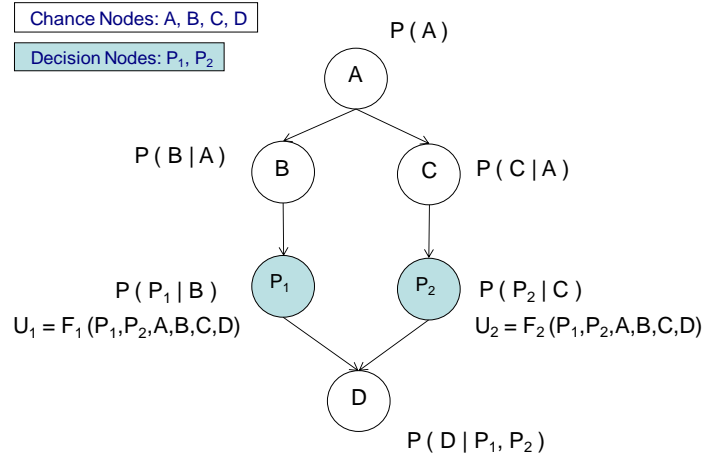 Chance Nodes: A, B, C, D
Decision Nodes: P₁, P₂
P ( A )
A
P ( B | A )
B
C
P ( C | A )
P₁
P₂
P ( P₁ | B )
P ( P₂ | C )
U₁ = F₁ (P₁,P₂,A,B,C,D)
U₂ = F₂ (P₁,P₂,A,B,C,D)
D
P ( D | P₁, P₂ )